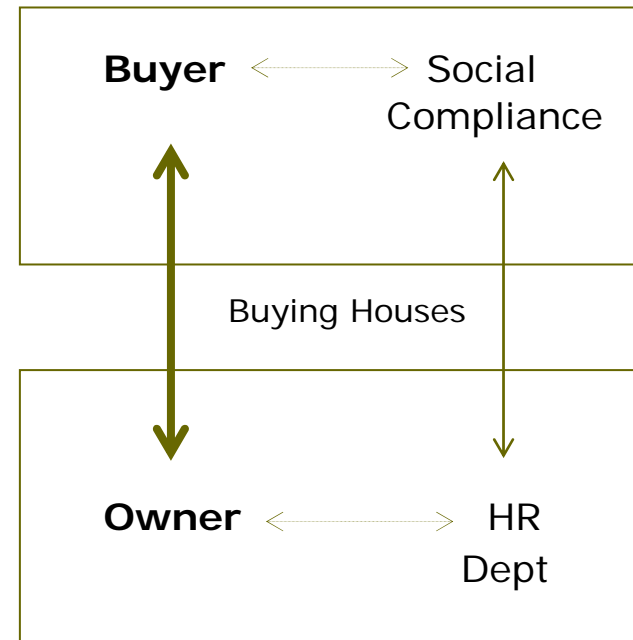 Buyer Social
Compliance
Buying Houses
Owner HR
Dept